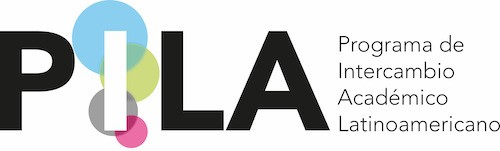 PILA
Programa de
Intercambio
Académico
Latinoamericano